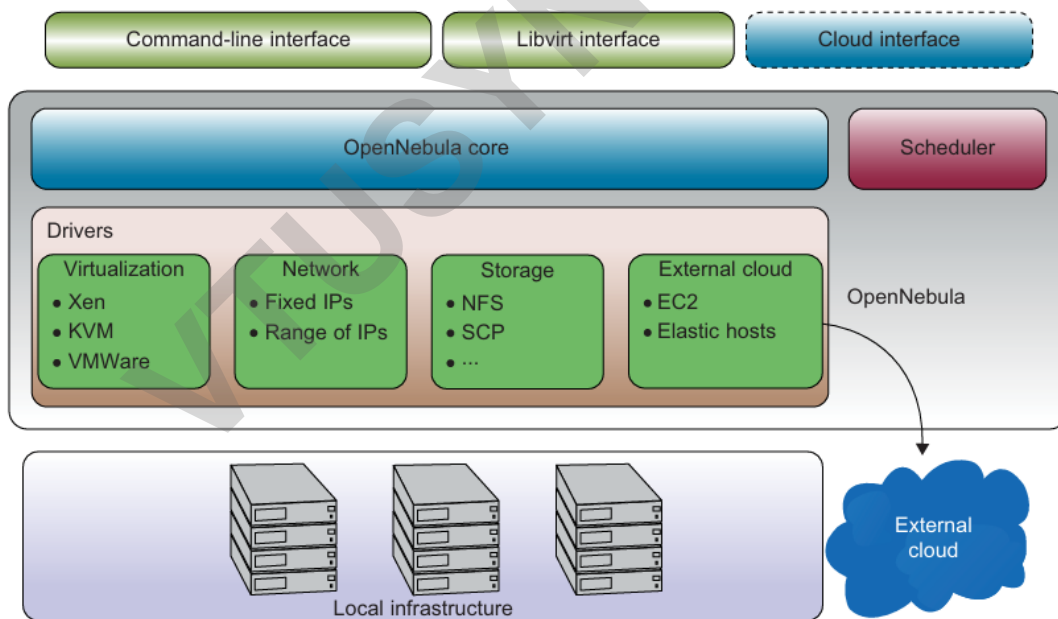 Command-line interface
Libvirt interface
Cloud interface
OpenNebula core
Scheduler
Drivers
Virtualization
• Xen
• KVM
• VMWare
Network
• Fixed IPs
• Range of IPs
Storage
• NFS
• SCP
• ...
External cloud
• EC2
• Elastic hosts
OpenNebula
Local infrastructure
External
cloud
VTUSYN